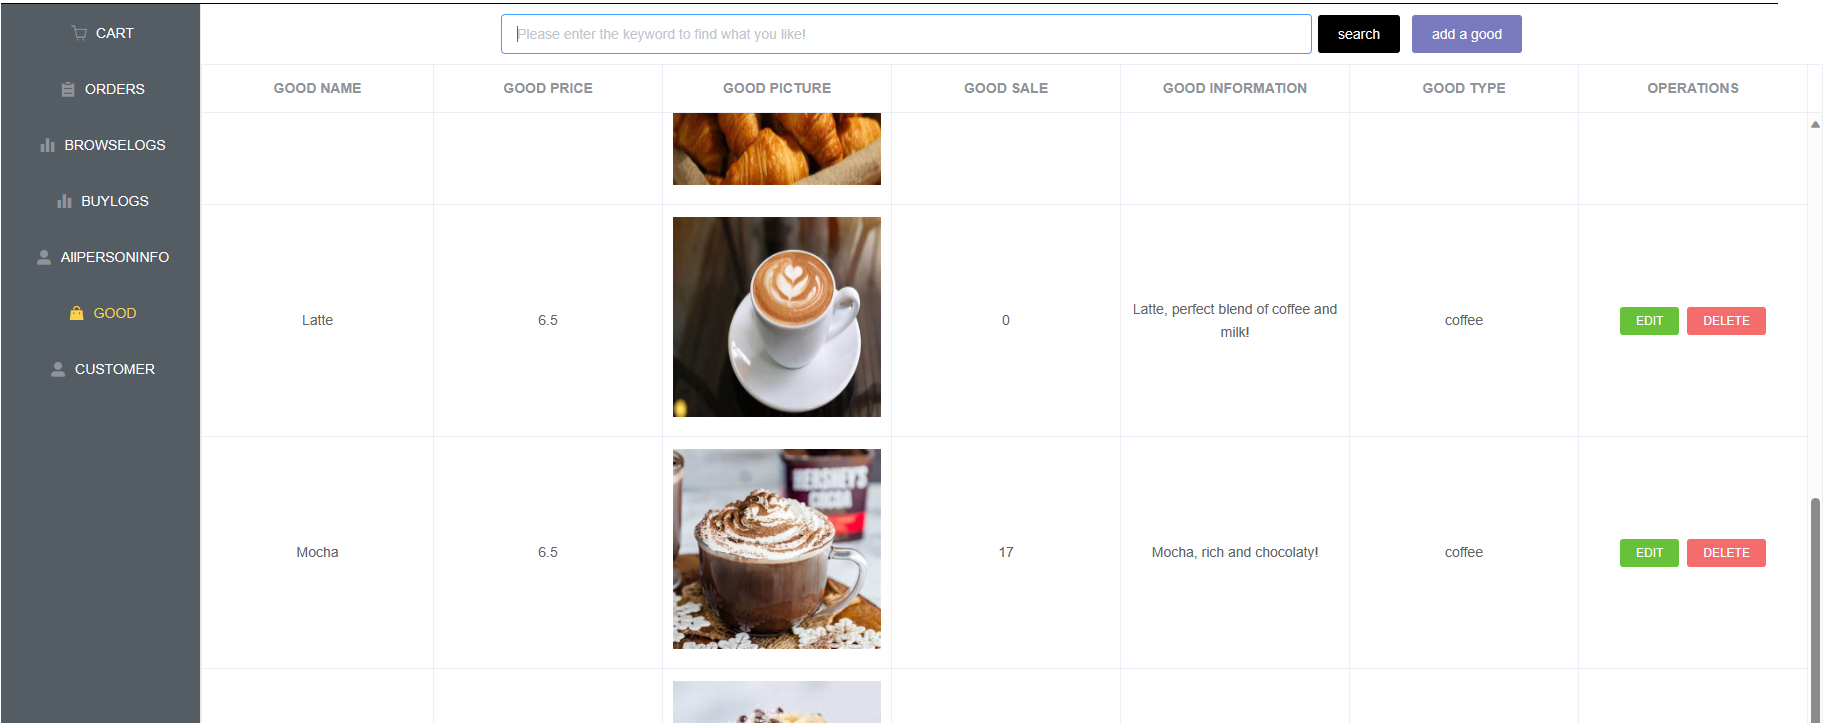 CART
ORDERS
BROWSELOGS
BUYLOGS
AllPERSONINFO
GOOD
CUSTOMER
Please enter the keyword to find what you like!
search
add a good
GOOD NAME
GOOD PRICE
GOOD PICTURE
GOOD SALE
GOOD INFORMATION
GOOD TYPE
OPERATIONS
Latte
6.5
0
Latte, perfect blend of coffee and
milk!
coffee
EDIT
DELETE
Mocha
6.5
HERSHEY'S
COCOA
17
Mocha, rich and chocolaty!
coffee
EDIT
DELETE